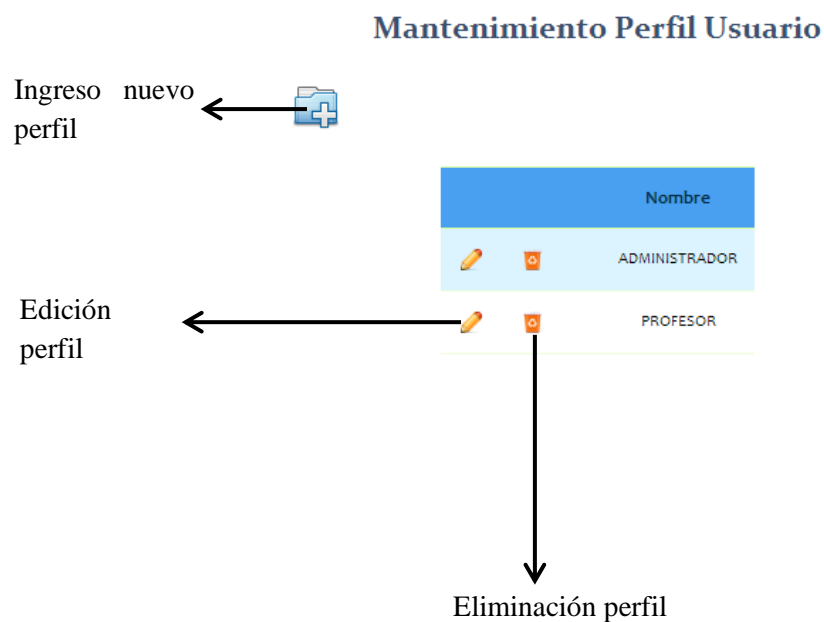 Mantenimiento Perfil Usuario
Ingreso nuevo
perfil
Nombre
ADMINISTRADOR
PROFESOR
Edición
perfil
Eliminación perfil